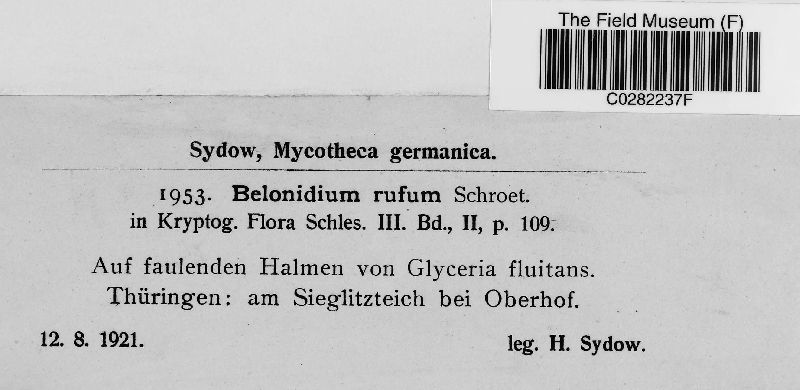 The Field Museum (F)
C0282237F
Sydow, Mycotheca germanica.
1953. Belonidium rufum Schroet.
in Kryptog. Flora Schles. III. Bd., II, p. 109.
Auf faulenden Halmen von Glyceria fluitans.
Thüringen: am Sieglitzteich bei Oberhof.
12. 8. 1921. leg. H. Sydow.